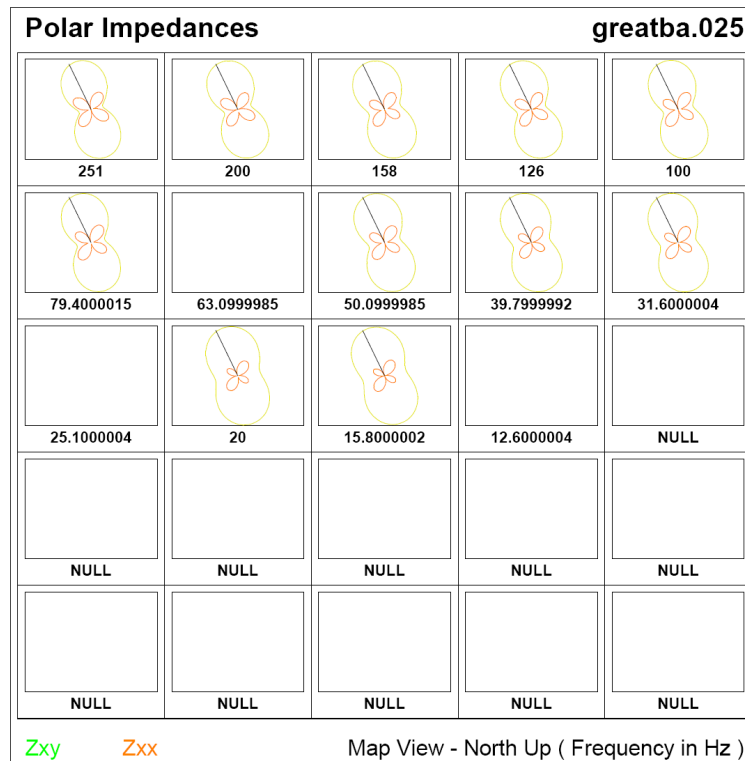 Polar Impedances greatba.025
251 200 158 126 100
79.4000015 63.0999985 50.0999985 39.7999992 31.6000004
25.1000004 20 15.8000002 12.6000004 NULL
NULL NULL NULL NULL NULL
NULL NULL NULL NULL NULL
Zxy Zxx Map View - North Up ( Frequency in Hz )